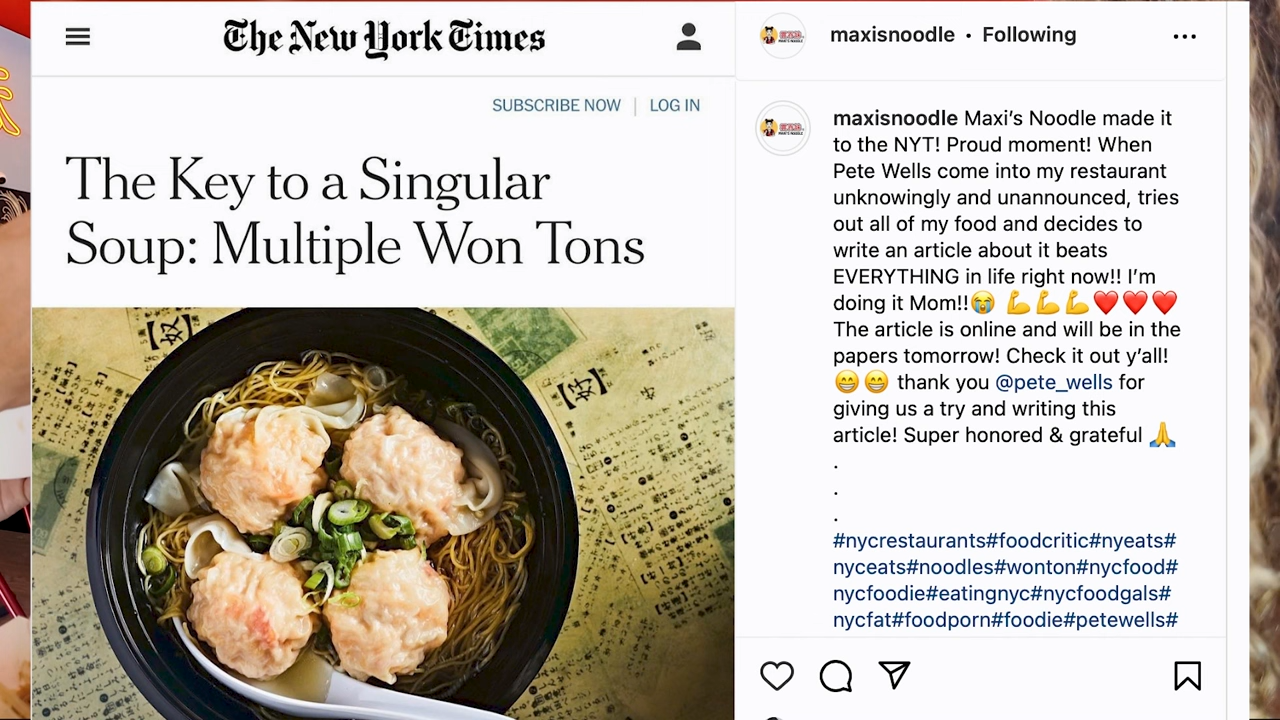 The New York Times
SUBSCRIBE NOW | LOG IN
The Key to a Singular
Soup: Multiple Won Tons
maxisnoodle • Following
maxisnoodle Maxi’s Noodle made it
to the NYT! Proud moment! When
Pete Wells come into my restaurant
unknowingly and unannounced, tries
out all of my food and decides to
write an article about it beats
EVERYTHING in life right now!! I’m
doing it Mom!!😭 💪💪💪❤️❤️❤️
The article is online and will be in the
papers tomorrow! Check it out y’all!
😁😁 thank you @pete_wells for
giving us a try and writing this
article! Super honored & grateful 🙏
.
.
.
#nycrestaurants#foodcritic#nyeats#
nyceats#noodles#wonton#nycfood#
nycfoodie#eatingnyc#nycfoodgals#
nycfat#foodporn#foodie#petewells#